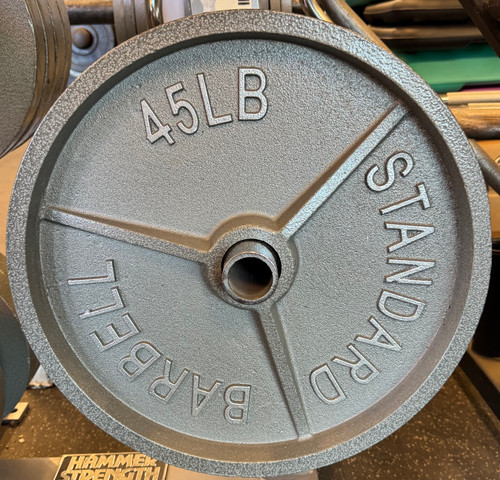 45LB
STANDARD
BARBELL
HAMMER
STRENGTH